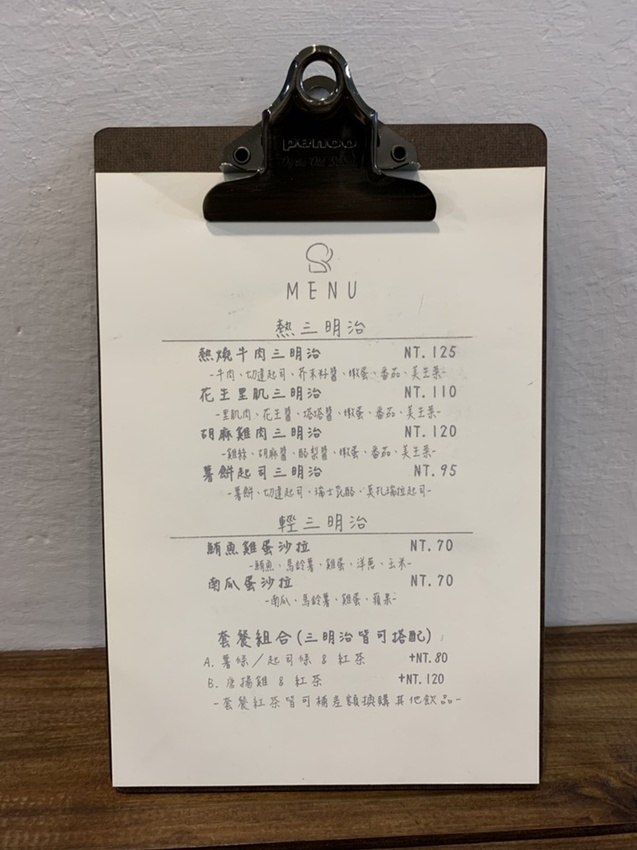 penco
MENU
熱三明治
熱燒牛肉三明治 NT. 125
-牛肉、切達起司、芥末籽醬、嫩蛋、番茄、美生菜-
花生里肌三明治 NT. 110
-里肌肉、花生醬、塔塔醬、嫩蛋、番茄、美生菜-
胡麻雞肉三明治 NT. 120
-雞絲、胡麻醬、酪梨醬、嫩蛋、番茄、美生菜-
薯餅起司三明治 NT. 95
-薯餅、切達起司、瑞士乳酪、莫扎瑞拉起司-
輕三明治
鮪魚雞蛋沙拉 NT. 70
-鮪魚、馬鈴薯、雞蛋、洋蔥、玉米-
南瓜蛋沙拉 NT. 70
-南瓜、馬鈴薯、雞蛋、蘋果-
套餐組合(三明治皆可搭配)
A. 薯條/起司條 & 紅茶 +NT. 80
B. 唐揚雞 & 紅茶 +NT. 120
-套餐紅茶皆可補差額換購其他飲品-